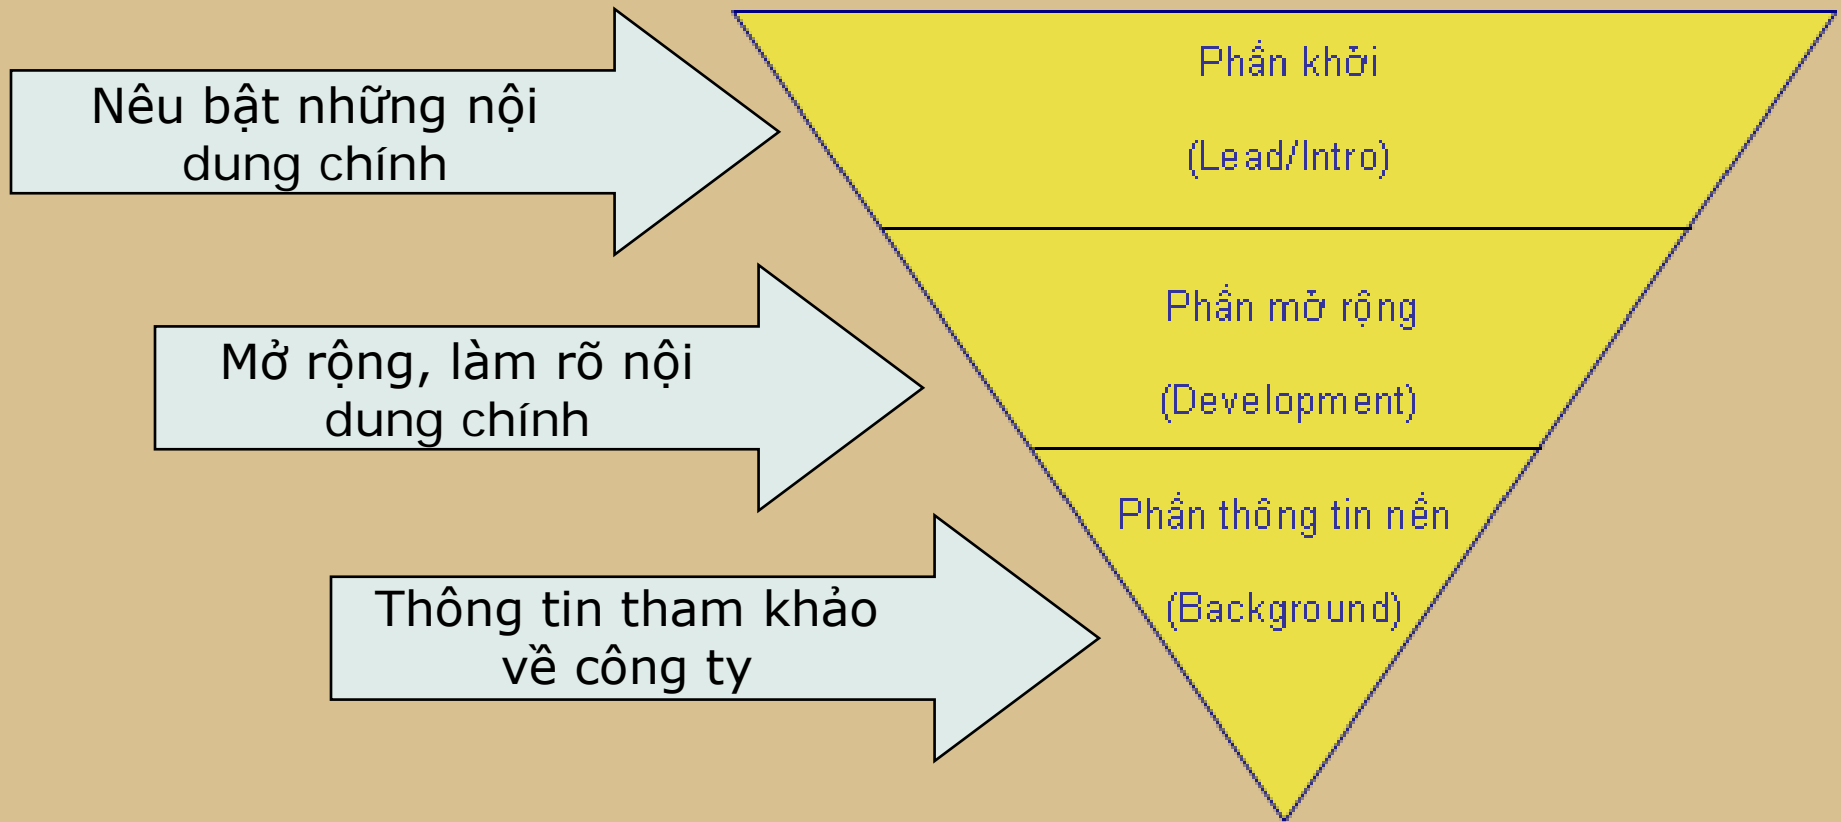 Nêu bật những nội
dung chính
Phần khởi
(Lead/Intro)
Mở rộng, làm rõ nội
dung chính
Phần mở rộng
(Development)
Thông tin tham khảo
về công ty
Phần thông tin nền
(Background)